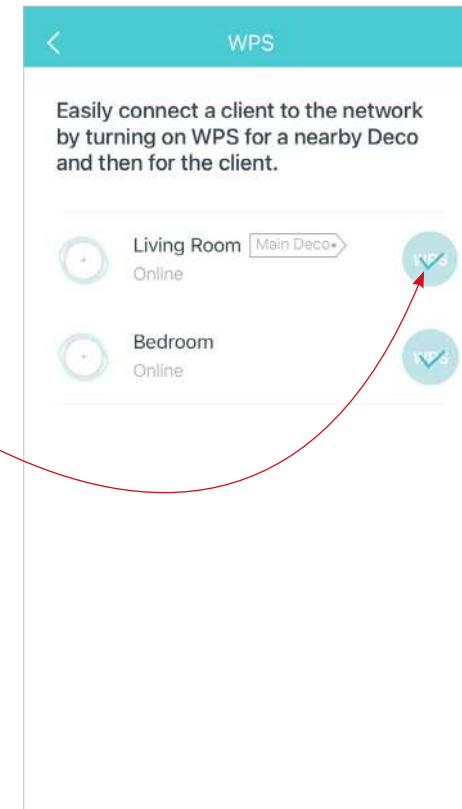 WPS
Easily connect a client to the network
by turning on WPS for a nearby Deco
and then for the client.
Living Room Main Deco
Online
WPS
Bedroom
Online
WPS